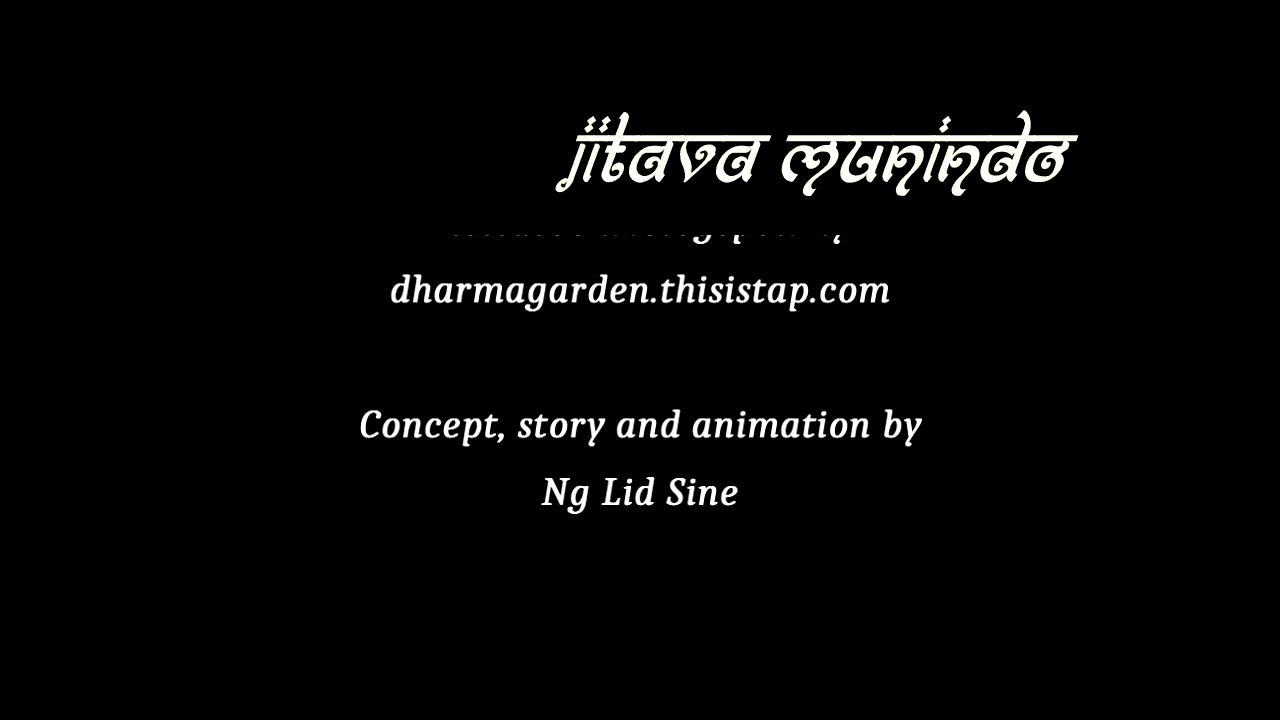 jitava munindo
dharmagarden.thisistap.com
Concept, story and animation by
Ng Lid Sine